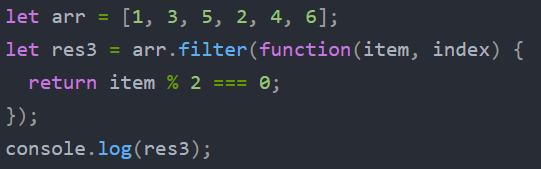 let arr = [1, 3, 5, 2, 4, 6];
let res3 = arr.filter(function(item, index) {
  return item % 2 === 0;
});
console.log(res3);